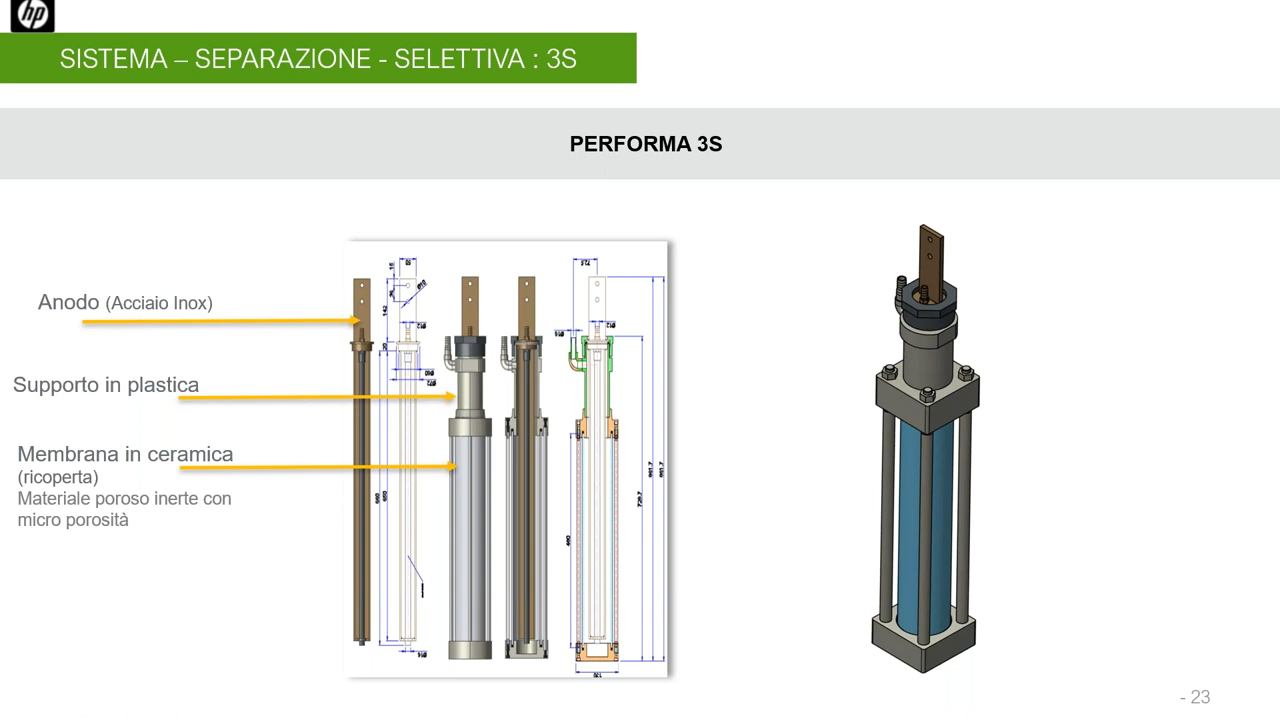 hp
SISTEMA – SEPARAZIONE - SELETTIVA : 3S
PERFORMA 3S
Anodo (Acciaio Inox)
Supporto in plastica
Membrana in ceramica
(ricoperta)
Materiale poroso inerte con
micro porosità
142
- 23